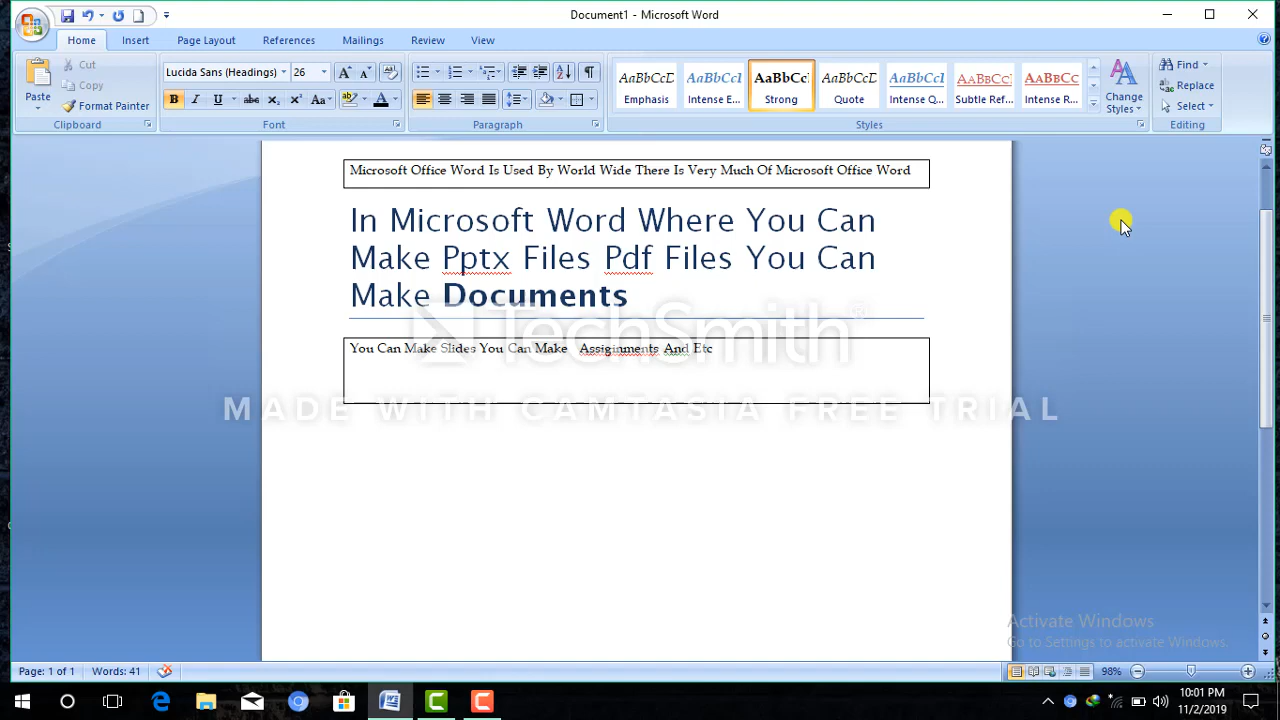 Document1 - Microsoft Word
Home Insert Page Layout References Mailings Review View
Paste
Cut
Copy
Format Painter
Clipboard
Lucida Sans (Headings) 26
Font
Paragraph
AaBbCcD AaBbCcI AaBbCc AaBbCcD AaBbCcI AaBbCcD AaBbCcI
Emphasis Intense E... Strong Quote Intense Q... Subtle Ref... Intense R...
Styles
Change Styles
Find
Replace
Select
Editing
Microsoft Office Word Is Used By World Wide There Is Very Much Of Microsoft Office Word
In Microsoft Word Where You Can
Make Pptx Files Pdf Files You Can
Make Documents
You Can Make Slides You Can Make Assiginments And Etc
TechSmith
MADE WITH CAMTASIA FREE TRIAL
Activate Windows
Go to Settings to activate Windows.
Page: 1 of 1 Words: 41 98%
10:01 PM
11/2/2019